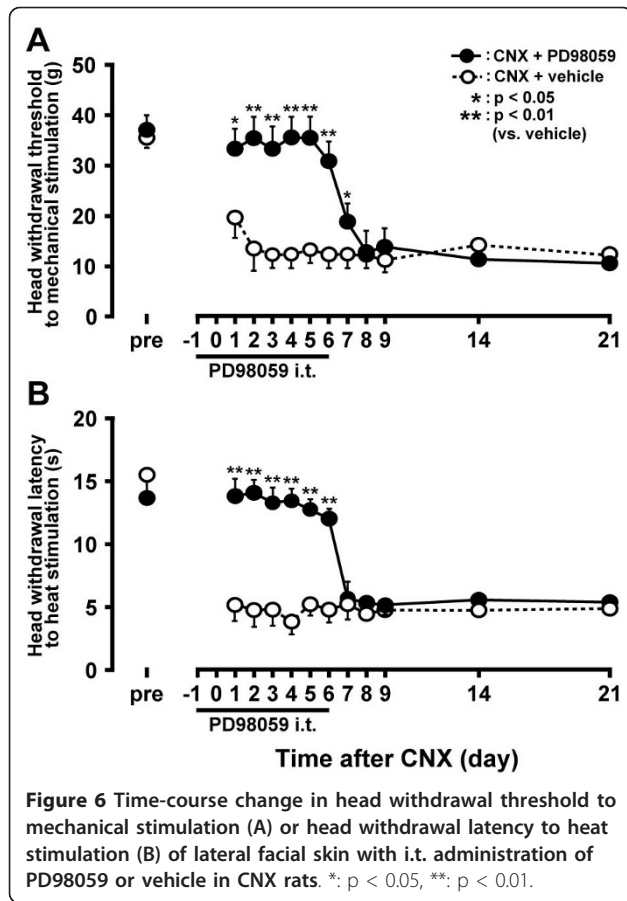 A
Head withdrawal threshold
to mechanical stimulation (g)
50
40
30
20
10
0
: CNX + PD98059
: CNX + vehicle
* : p < 0.05
** : p < 0.01
(vs. vehicle)
* ** ** ** ** ** *
pre
-1 0 1 2 3 4 5 6 7 8 9 14 21
PD98059 i.t.
B
Head withdrawal latency
to heat stimulation (s)
20
15
10
5
0
** ** ** ** ** **
pre
-1 0 1 2 3 4 5 6 7 8 9 14 21
PD98059 i.t.
Time after CNX (day)
Figure 6 Time-course change in head withdrawal threshold to
mechanical stimulation (A) or head withdrawal latency to heat
stimulation (B) of lateral facial skin with i.t. administration of
PD98059 or vehicle in CNX rats. *: p < 0.05, **: p < 0.01.